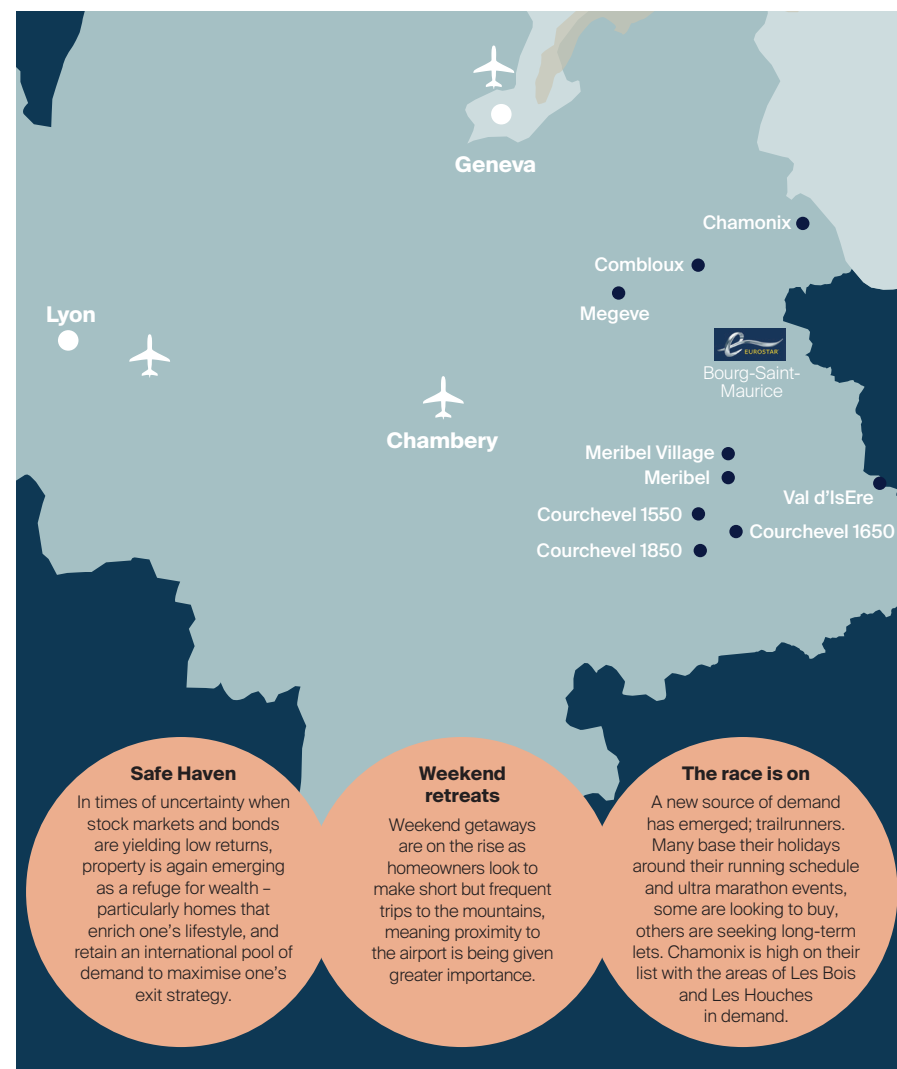 Geneva
Chamonix
Combloux
Megeve
Lyon
e
EUROSTAR
Bourg-Saint-
Maurice
Chambery
Meribel Village
Meribel
Val d'IsEre
Courchevel 1550
Courchevel 1650
Courchevel 1850
Safe Haven
In times of uncertainty when
stock markets and bonds
are yielding low returns,
property is again emerging
as a refuge for wealth –
particularly homes that
enrich one's lifestyle, and
retain an international pool of
demand to maximise one's
exit strategy.
Weekend
retreats
Weekend getaways
are on the rise as
homeowners look to
make short but frequent
trips to the mountains,
meaning proximity to
the airport is being given
greater importance.
The race is on
A new source of demand
has emerged; trailrunners.
Many base their holidays
around their running schedule
and ultra marathon events,
some are looking to buy,
others are seeking long-term
lets. Chamonix is high on their
list with the areas of Les Bois
and Les Houches
in demand.